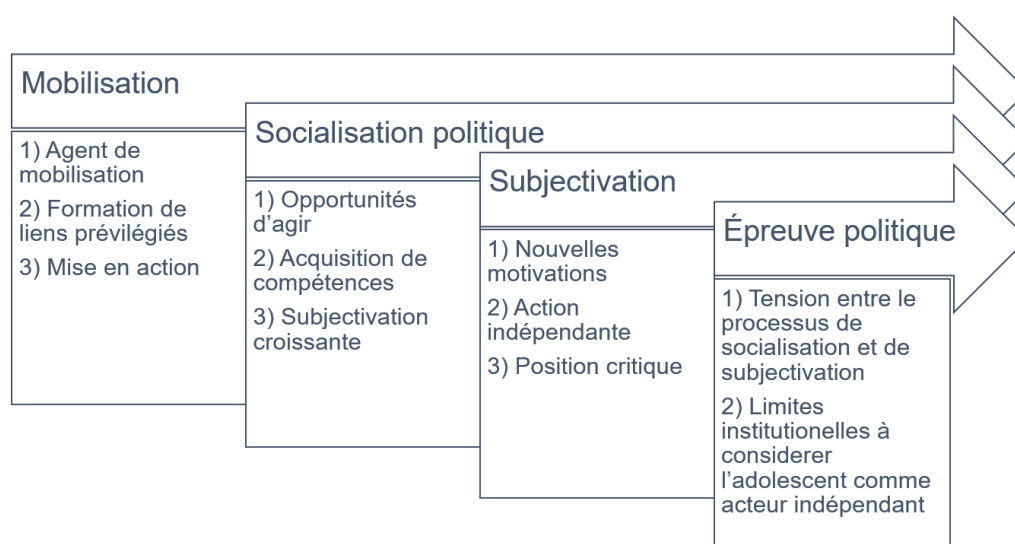 Mobilisation
1) Agent de
mobilisation
2) Formation de
liens prévilégiés
3) Mise en action
Socialisation politique
1) Opportunités
d’agir
2) Acquisition de
compétences
3) Subjectivation
croissante
Subjectivation
1) Nouvelles
motivations
2) Action
indépendante
3) Position critique
Épreuve politique
1) Tension entre le
processus de
socialisation et de
subjectivation
2) Limites
institutionelles à
considerer
l’adolescent comme
acteur indépendant